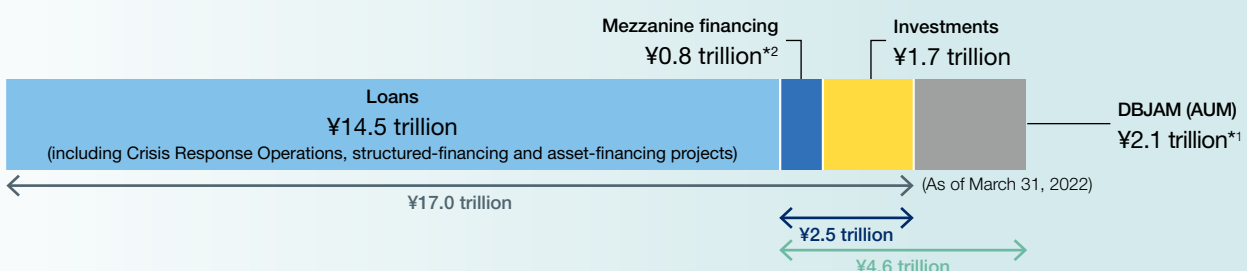 Mezzanine financing
¥0.8 trillion*2
Investments
¥1.7 trillion
Loans
¥14.5 trillion
(including Crisis Response Operations, structured-financing and asset-financing projects)
DBJAM (AUM)
¥2.1 trillion*1
(As of March 31, 2022)
¥17.0 trillion
¥2.5 trillion
¥4.6 trillion